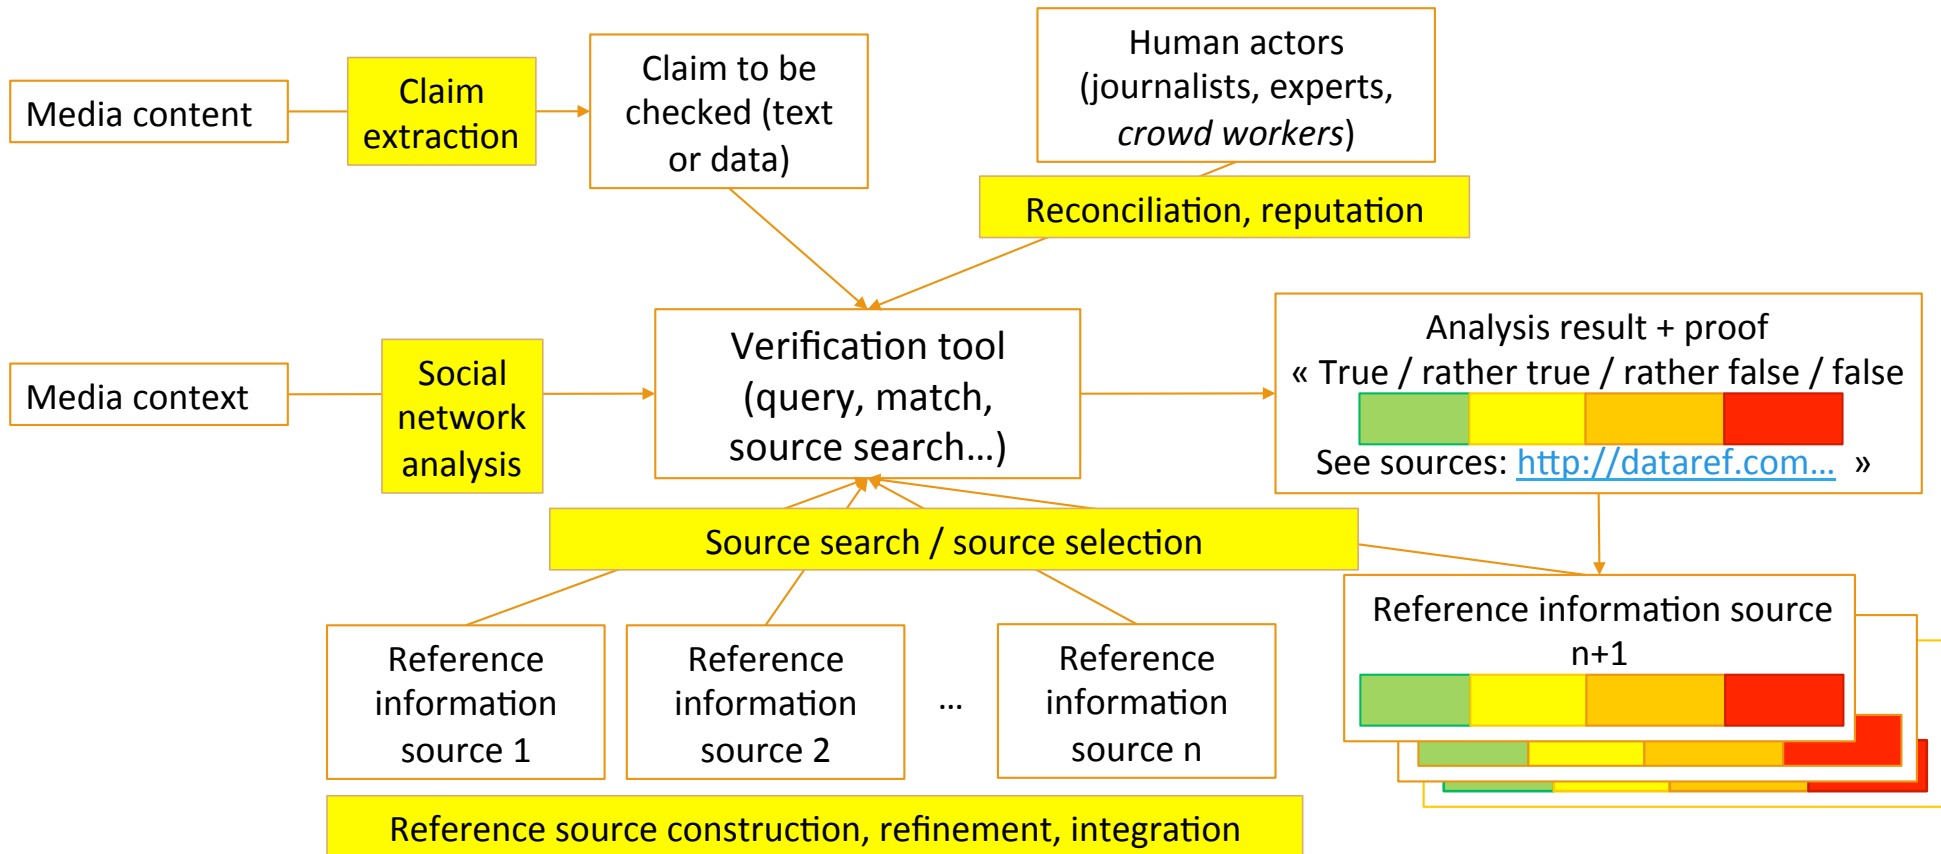 Media content
Claim
extraction
Claim to be
checked (text
or data)
Human actors
(journalists, experts,
crowd workers)
Reconciliation, reputation
Media context
Social
network
analysis
Verification tool
(query, match,
source search...)
Analysis result + proof
« True / rather true / rather false / false
See sources: http://dataref.com... »
Source search / source selection
Reference
information
source 1
Reference
information
source 2
...
Reference
information
source n
Reference information source
n+1
Reference source construction, refinement, integration